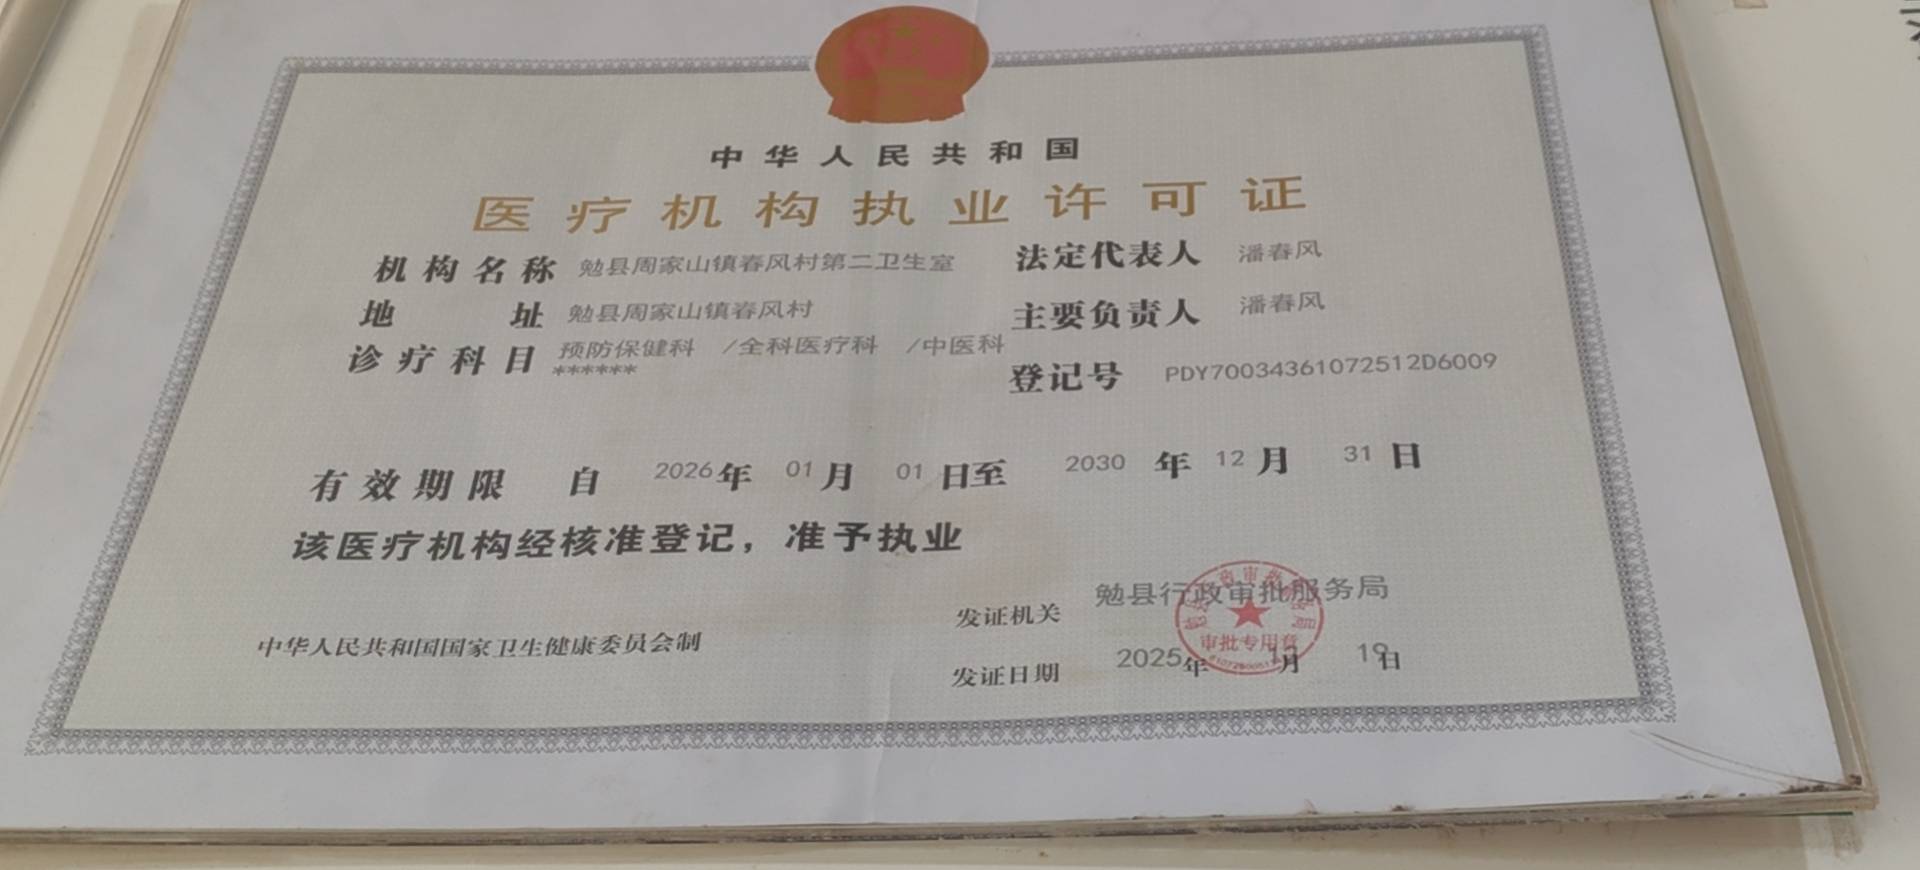 中华人民共和国
医疗机构执业许可证
机构名称 勉县周家山镇春风村第二卫生室
法定代表人 潘春风
地址 勉县周家山镇春风村
主要负责人 潘春风
诊疗科目 预防保健科 /全科医疗科 /中医科
******
登记号 PDY70034361072512D6009
有效期限 自 2026年 01月 01日至 2030年 12月 31日
该医疗机构经核准登记，准予执业
发证机关 勉县行政审批服务局
审批专用章
中华人民共和国国家卫生健康委员会制
发证日期 2025年 12月 19日